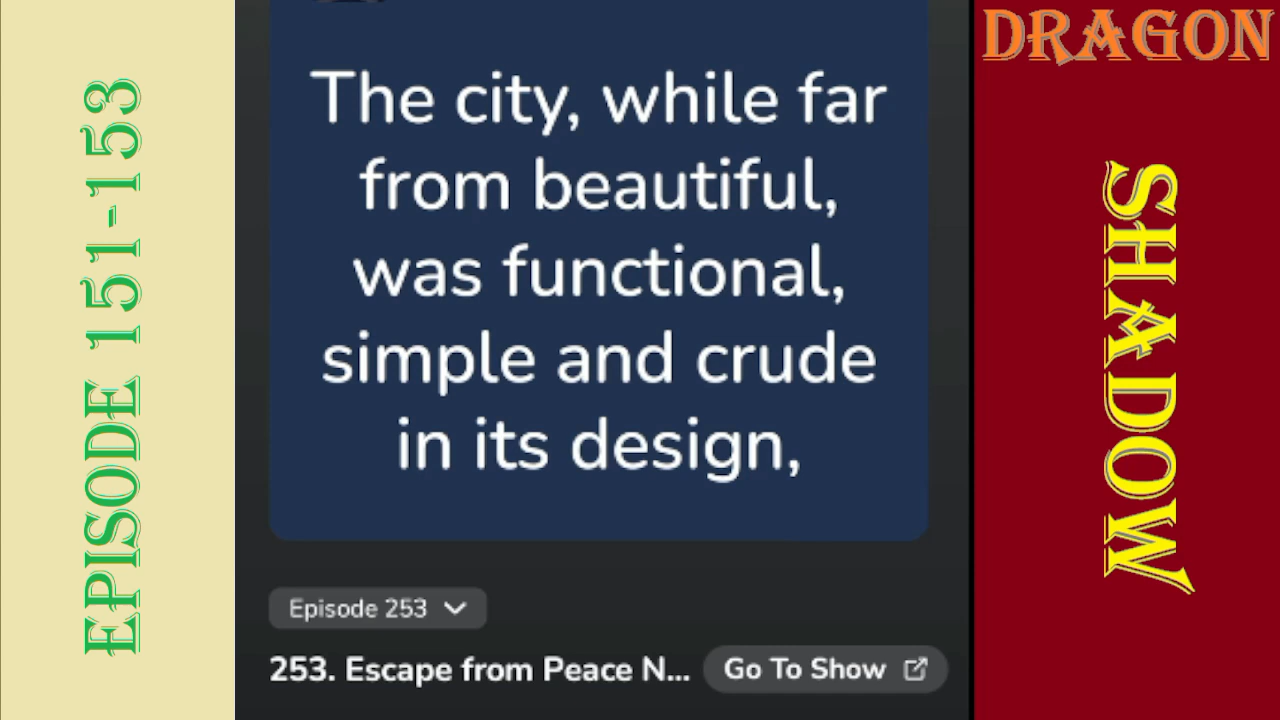 EPISODE 151-153
The city, while far
from beautiful,
was functional,
simple and crude
in its design,
Episode 253
253. Escape from Peace N...
Go To Show
DRAGON
SHADOW